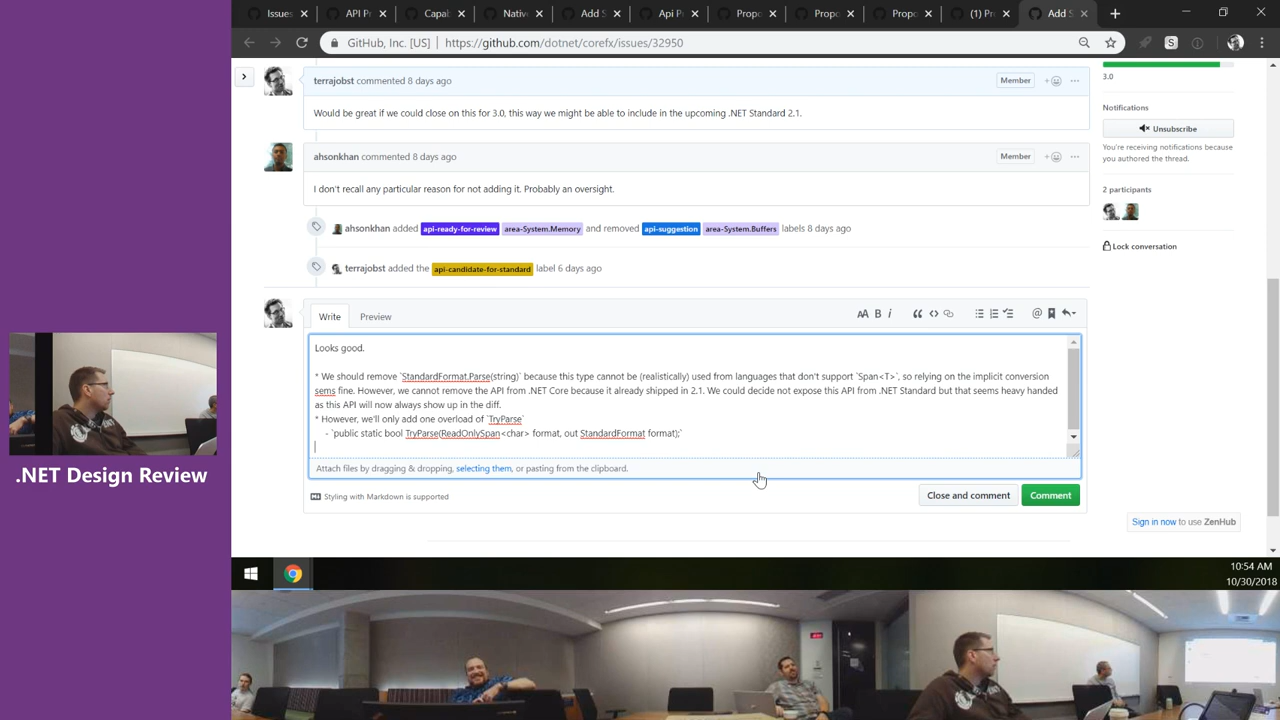 Issues
API Pr
Capab
Native
Add S
Api Pr
Propo
Propo
Propo
(1) Pr
Add S
GitHub, Inc. [US] https://github.com/dotnet/corefx/issues/32950
terrajobst commented 8 days ago
Member
3.0
Would be great if we could close on this for 3.0, this way we might be able to include in the upcoming .NET Standard 2.1.
Notifications
Unsubscribe
You're receiving notifications because
you authored the thread.
ahsonkhan commented 8 days ago
Member
I don't recall any particular reason for not adding it. Probably an oversight.
2 participants
ahsonkhan added api-ready-for-review area-System.Memory and removed api-suggestion area-System.Buffers labels 8 days ago
Lock conversation
terrajobst added the api-candidate-for-standard label 6 days ago
Write Preview
AA B i
Looks good.
* We should remove `StandardFormat.Parse(string)` because this type cannot be (realistically) used from languages that don't support `Span<T>`, so relying on the implicit conversion
sems fine. However, we cannot remove the API from .NET Core because it already shipped in 2.1. We could decide not expose this API from .NET Standard but that seems heavy handed
as this API will now always show up in the diff.
* However, we'll only add one overload of `TryParse`
- `public static bool TryParse(ReadOnlySpan<char> format, out StandardFormat format);`
Attach files by dragging & dropping, selecting them, or pasting from the clipboard.
Styling with Markdown is supported
Close and comment
Comment
Sign in now to use ZenHub
.NET Design Review
10:54 AM
10/30/2018